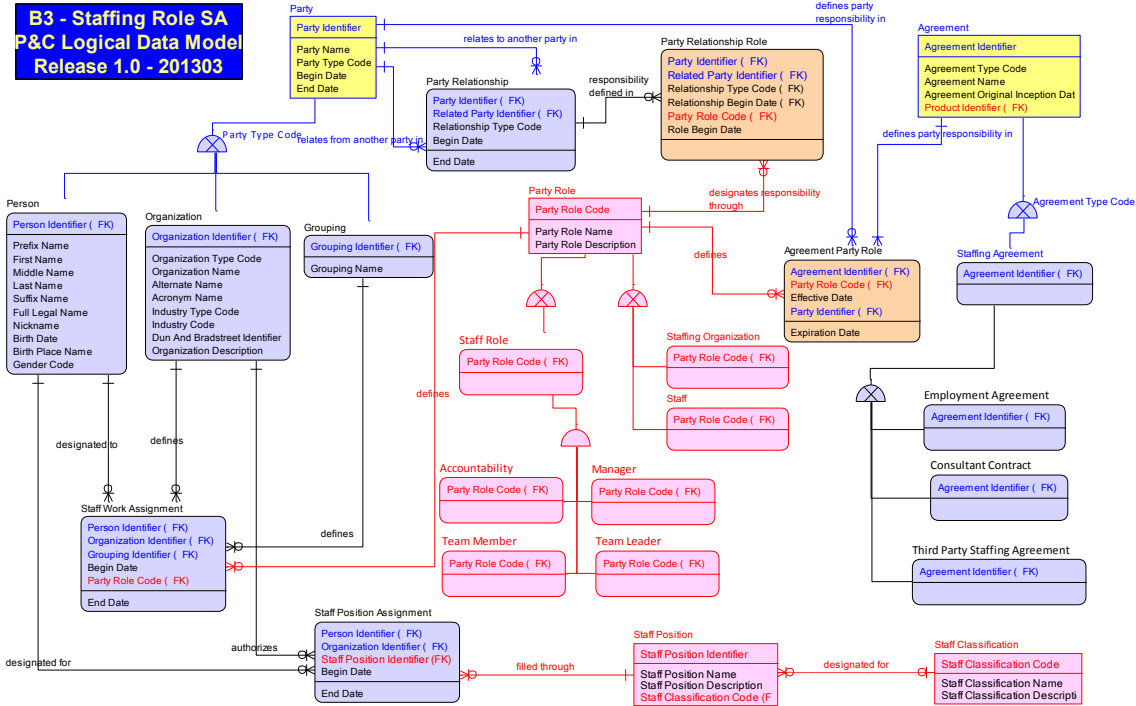 B3 - Staffing Role SA
P&C Logical Data Model
Release 1.0 - 201303
Party
Party Identifier
Party Name
Party Type Code
Begin Date
End Date
defines party
responsibility in
relates to another party in
Party Relationship Role
Party Identifier ( FK)
Related Party Identifier ( FK)
Relationship Type Code ( FK)
Relationship Begin Date ( FK)
Party Role Code ( FK)
Role Begin Date
Agreement
Agreement Identifier
Agreement Type Code
Agreement Name
Agreement Original Inception Dat
Product Identifier ( FK)
Party Relationship
Party Identifier ( FK)
Related Party Identifier ( FK)
Relationship Type Code
Begin Date
End Date
responsibility
defined in
Party Type Code
relates from another party in
defines party responsibility in
Agreement Type Code
Person
Person Identifier ( FK)
Prefix Name
First Name
Middle Name
Last Name
Suffix Name
Full Legal Name
Nickname
Birth Date
Birth Place Name
Gender Code
Organization
Organization Identifier ( FK)
Organization Type Code
Organization Name
Alternate Name
Acronym Name
Industry Type Code
Industry Code
Dun And Bradstreet Identifier
Organization Description
Grouping
Grouping Identifier ( FK)
Grouping Name
Party Role
Party Role Code
Party Role Name
Party Role Description
designates responsibility
through
defines
Agreement Party Role
Agreement Identifier ( FK)
Party Role Code ( FK)
Effective Date
Party Identifier ( FK)
Expiration Date
Staffing Agreement
Agreement Identifier ( FK)
Staff Role
Party Role Code ( FK)
Staffing Organization
Party Role Code ( FK)
Staff
Party Role Code ( FK)
defines
Employment Agreement
Agreement Identifier ( FK)
Consultant Contract
Agreement Identifier ( FK)
Third Party Staffing Agreement
Agreement Identifier ( FK)
designated to
defines
Accountability
Party Role Code ( FK)
Manager
Party Role Code ( FK)
Team Member
Party Role Code ( FK)
Team Leader
Party Role Code ( FK)
Staff Work Assignment
Person Identifier ( FK)
Organization Identifier ( FK)
Grouping Identifier ( FK)
Begin Date
Party Role Code ( FK)
End Date
defines
Staff Position Assignment
Person Identifier ( FK)
Organization Identifier ( FK)
Staff Position Identifier (FK)
Begin Date
End Date
authorizes
designated for
filled through
Staff Position
Staff Position Identifier
Staff Position Name
Staff Position Description
Staff Classification Code (F
designated for
Staff Classification
Staff Classification Code
Staff Classification Name
Staff Classification Descripti